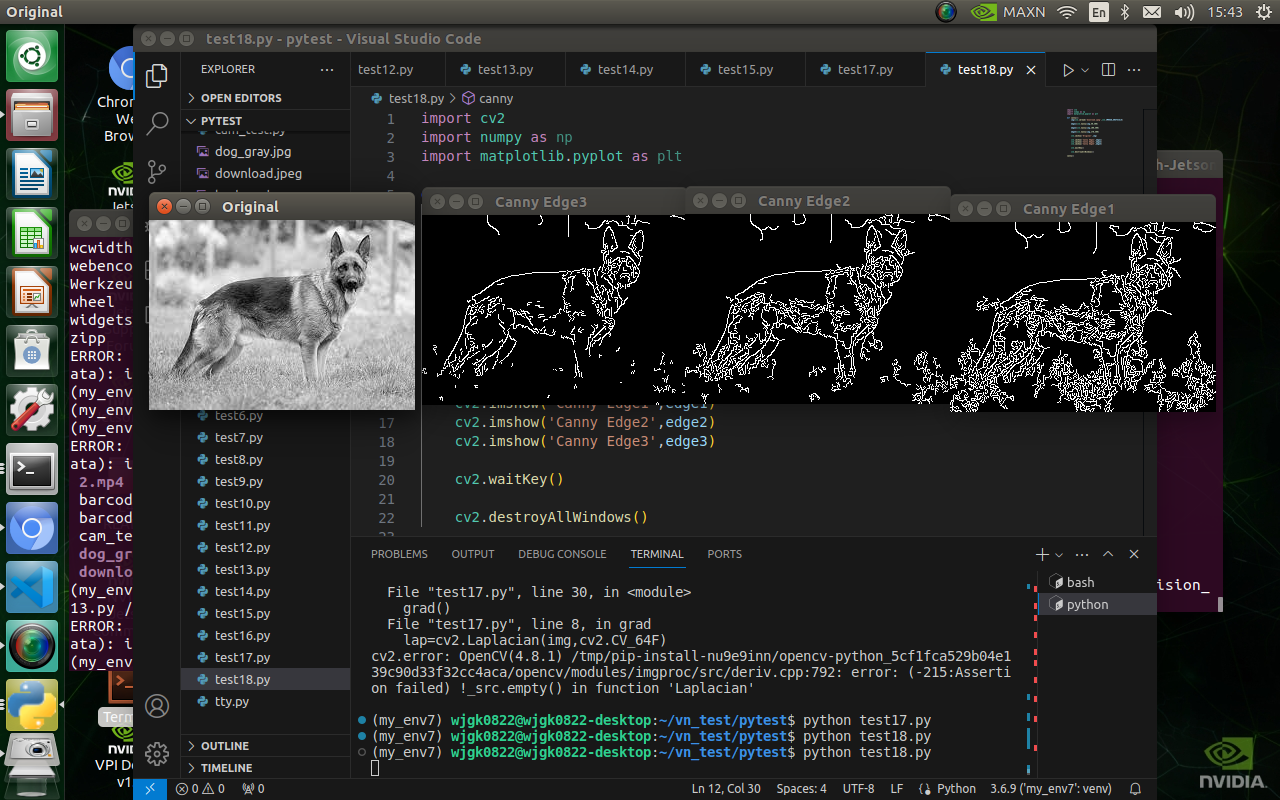 Original
MAXN
En
15:43
test18.py - pytest - Visual Studio Code
EXPLORER
test12.py
test13.py
test14.py
test15.py
test17.py
test18.py
OPEN EDITORS
PYTEST
test18.py > canny
dog_gray.jpg
download.jpeg
1 import cv2
2 import numpy as np
3 import matplotlib.pyplot as plt
4
Original
Canny Edge3
Canny Edge2
Canny Edge1
cv2.imshow('Canny Edge1',edge1)
17 cv2.imshow('Canny Edge2',edge2)
18 cv2.imshow('Canny Edge3',edge3)
19
20 cv2.waitKey()
21
22 cv2.destroyAllWindows()
test6.py
test7.py
test8.py
test9.py
test10.py
test11.py
test12.py
test13.py
test14.py
test15.py
test16.py
test17.py
test18.py
tty.py
OUTLINE
TIMELINE
PROBLEMS
OUTPUT
DEBUG CONSOLE
TERMINAL
PORTS
bash
python
File "test17.py", line 30, in <module>
grad()
File "test17.py", line 8, in grad
lap=cv2.Laplacian(img,cv2.CV_64F)
cv2.error: OpenCV(4.8.1) /tmp/pip-install-nu9e9inn/opencv-python_5cf1fca529b04e1
39c90d33f32cc4aca/opencv/modules/imgproc/src/deriv.cpp:792: error: (-215:Asserti
on failed) !_src.empty() in function 'Laplacian'
(my_env7) wjgk0822@wjgk0822-desktop:~/vn_test/pytest$ python test17.py
(my_env7) wjgk0822@wjgk0822-desktop:~/vn_test/pytest$ python test18.py
(my_env7) wjgk0822@wjgk0822-desktop:~/vn_test/pytest$ python test18.py
0 0
0
Ln 12, Col 30
Spaces: 4
UTF-8
LF
Python
3.6.9 ('my_env7': venv)
wcwidth
webenco
Werkzeu
wheel
widgets
zipp
ERROR:
ata): i
(my_env
(my_env
(my_env
ERROR:
ata): i
2.mp4
barcod
barcod
cam_te
dog_gr
downlo
(my_env
13.py /
ERROR:
ata): i
(my_env
h-Jetson
ision_
Chro
We
Brow
NVIDIA
Jets
Term
NVIDIA
VPI De
v1
NVIDIA.